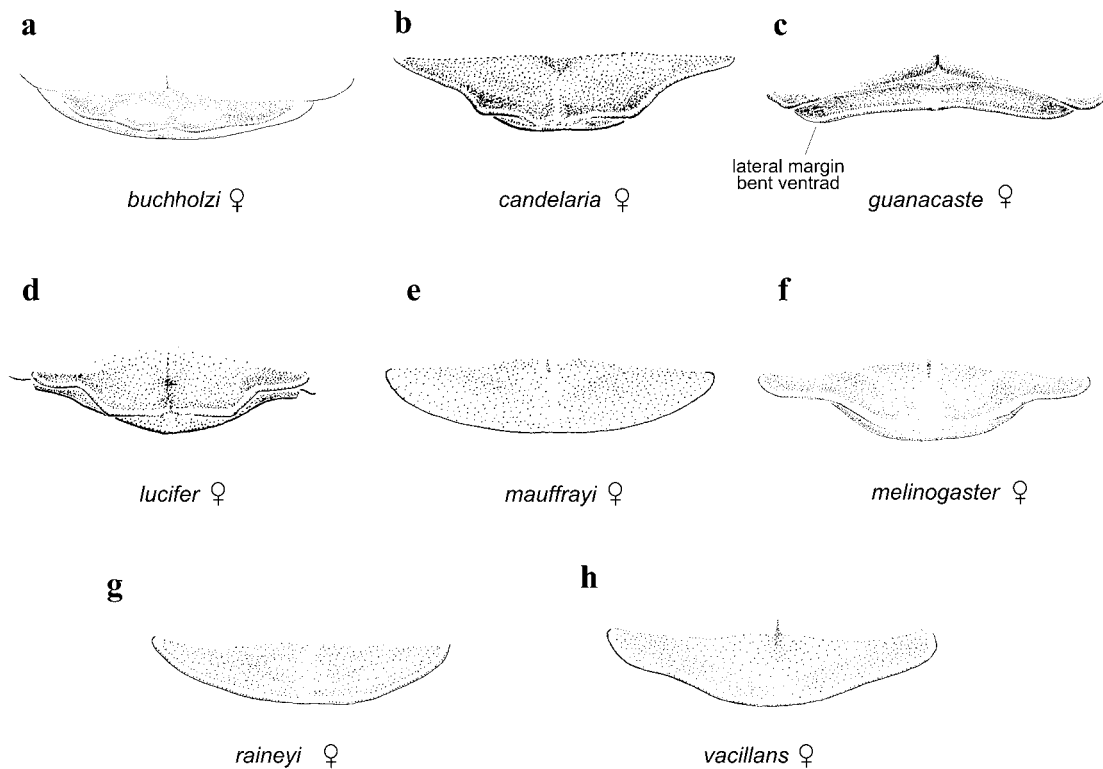 a
b
c
lateral margin
bent ventrad
buchholzi ♀
candelaria ♀
guanacaste ♀
d
e
f
lucifer ♀
mauffrayi ♀
melinogaster ♀
g
h
raineyi ♀
vacillans ♀